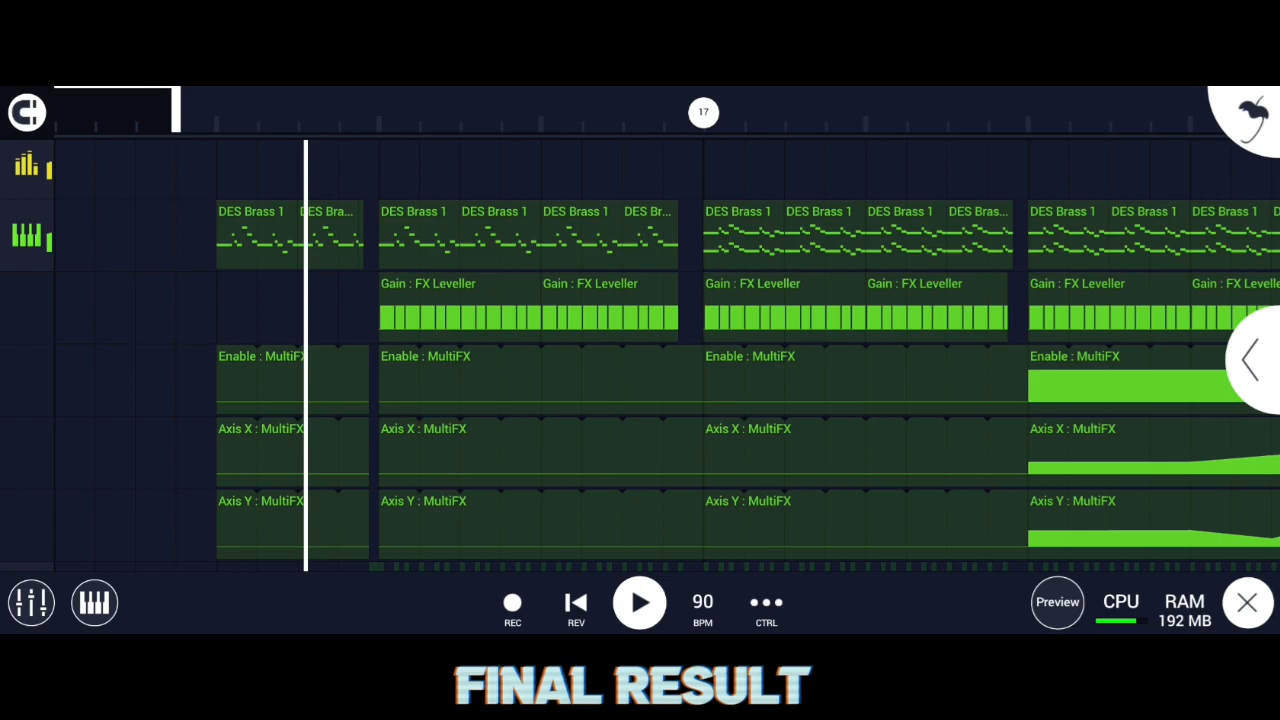 17
DES Brass 1 DES Bra... DES Brass 1 DES Brass 1 DES Brass 1 DES Br... DES Brass 1 DES Brass 1 DES Brass 1 DES Bras... DES Brass 1 DES Brass 1 DES Brass 1 D
Gain : FX Leveller Gain : FX Leveller Gain : FX Leveller Gain : FX Leveller Gain : FX Leveller Gain : FX Levelle
Enable : MultiFX Enable : MultiFX Enable : MultiFX Enable : MultiFX
Axis X : MultiFX Axis X : MultiFX Axis X : MultiFX Axis X : MultiFX
Axis Y : MultiFX Axis Y : MultiFX Axis Y : MultiFX Axis Y : MultiFX
90 Preview CPU RAM
REC REV BPM CTRL 192 MB
FINAL RESULT